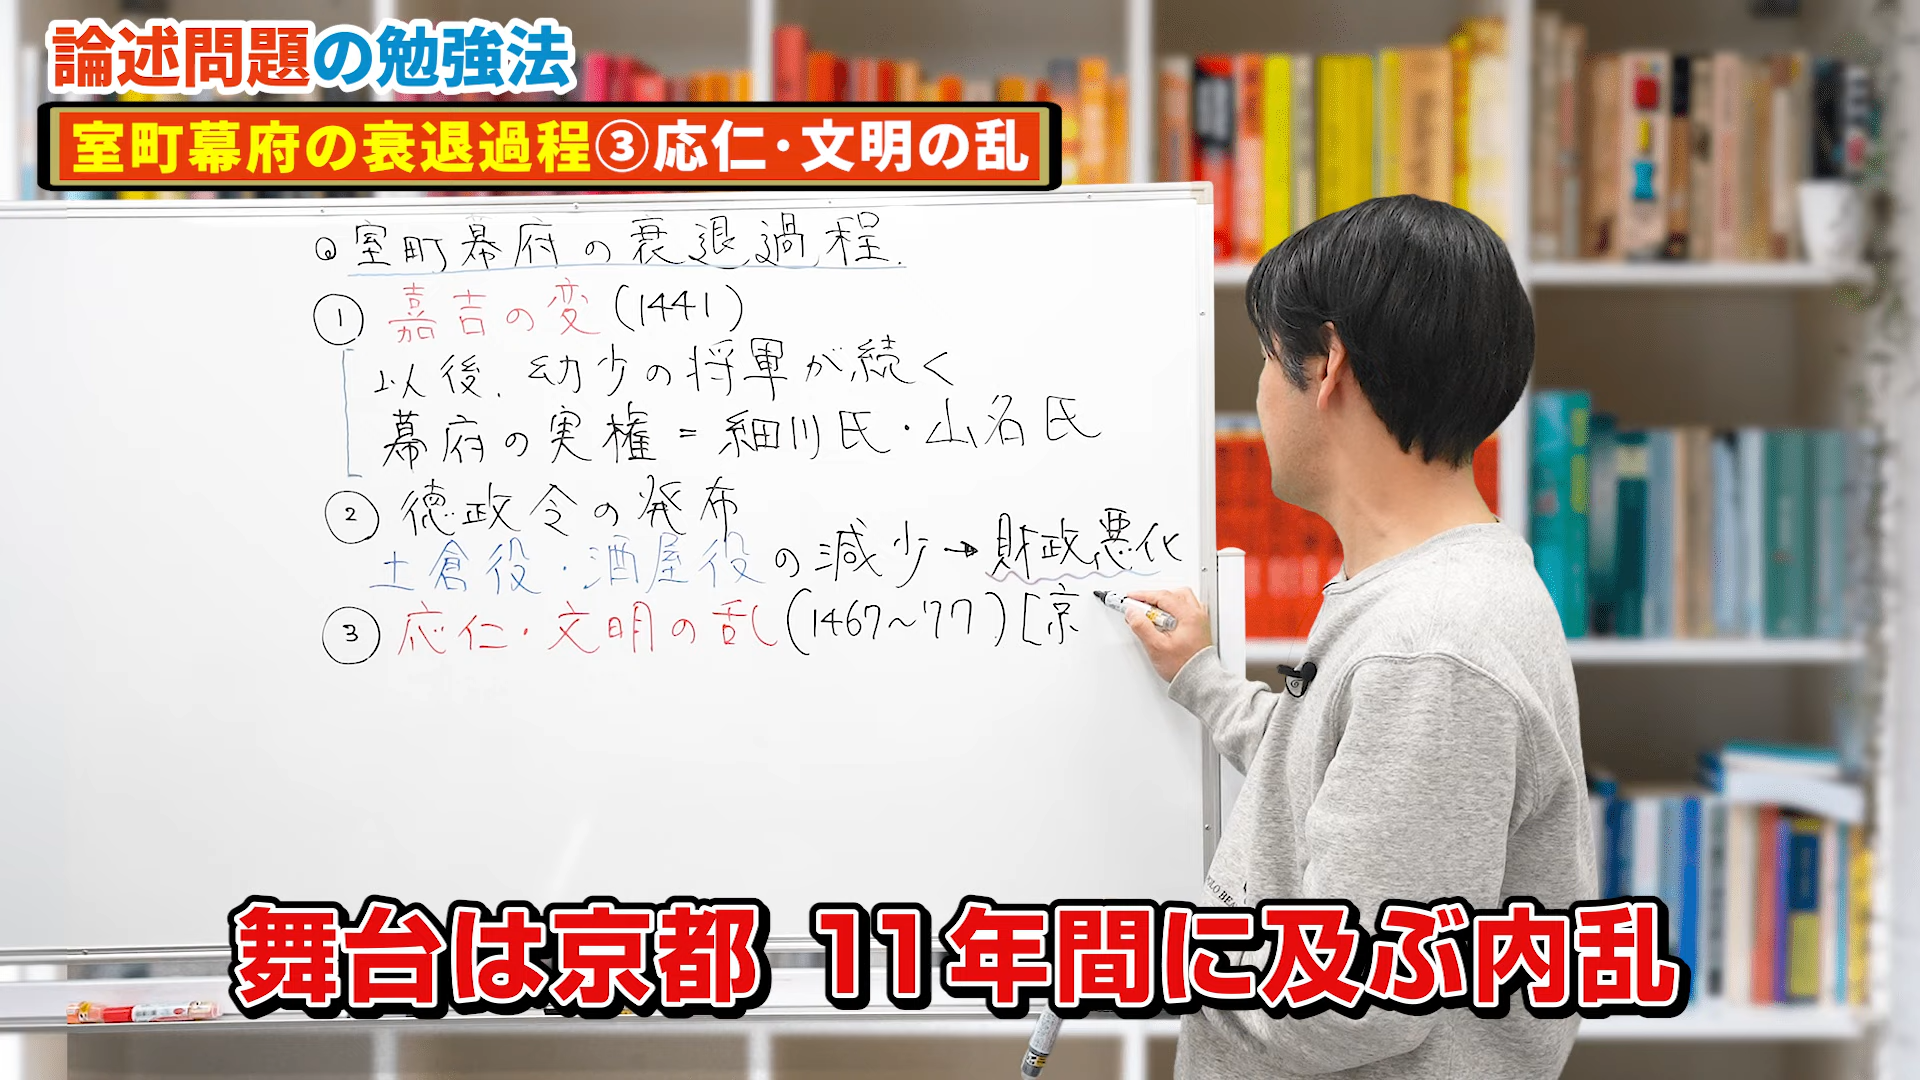 論述問題の勉強法
室町幕府の衰退過程③応仁・文明の乱
室町幕府の衰退過程.
① 嘉吉の変(1441)
以後、幼少の将軍が続く
幕府の実権=細川氏・山名氏
② 徳政令の発布
土倉役・酒屋役の減少→財政悪化
③ 応仁・文明の乱(1467~77)[京
舞台は京都 11年間に及ぶ内乱